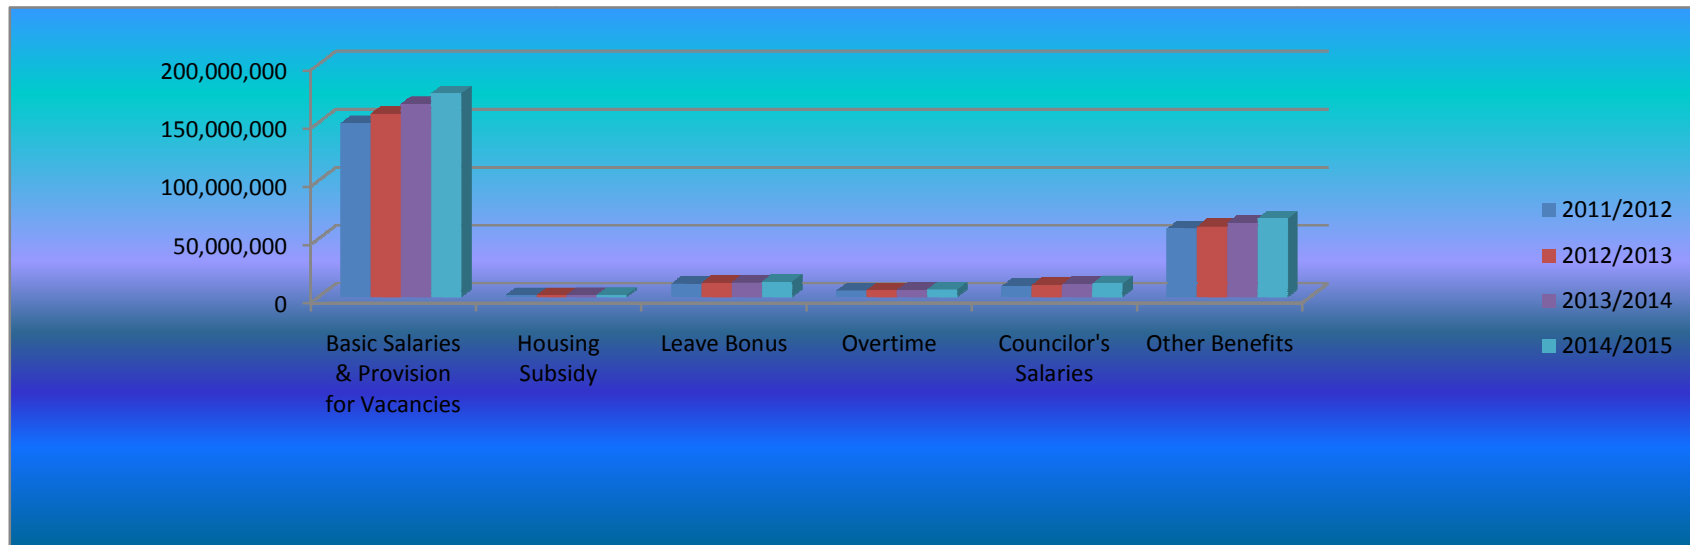 200,000,000
150,000,000
100,000,000
50,000,000
0
Basic Salaries
& Provision
for Vacancies
Housing
Subsidy
Leave Bonus
Overtime
Councilor's
Salaries
Other Benefits
2011/2012
2012/2013
2013/2014
2014/2015